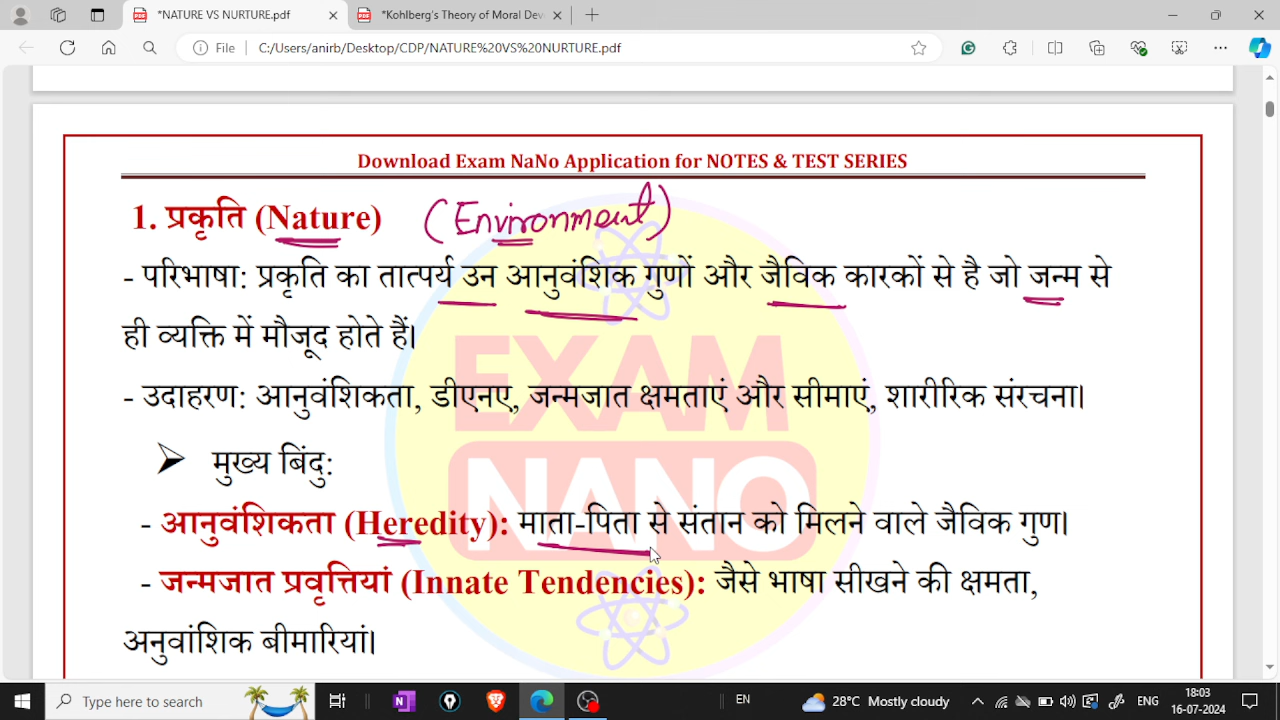 *NATURE VS NURTURE.pdf
*Kohlberg's Theory of Moral Dev
File
C:/Users/anirb/Desktop/CDP/NATURE%20VS%20NURTURE.pdf
Download Exam NaNo Application for NOTES & TEST SERIES
1. प्रकृति (Nature) (Environment)
- परिभाषा: प्रकृति का तात्पर्य उन आनुवंशिक गुणों और जैविक कारकों से है जो जन्म से
ही व्यक्ति में मौजूद होते हैं।
- उदाहरण: आनुवंशिकता, डीएनए, जन्मजात क्षमताएं और सीमाएं, शारीरिक संरचना।
EXAM
NANO
➤ मुख्य बिंदु:
- आनुवंशिकता (Heredity): माता-पिता से संतान को मिलने वाले जैविक गुण।
- जन्मजात प्रवृत्तियां (Innate Tendencies): जैसे भाषा सीखने की क्षमता,
अनुवांशिक बीमारियां।
Type here to search
EN
28°C Mostly cloudy
ENG
18:03
16-07-2024